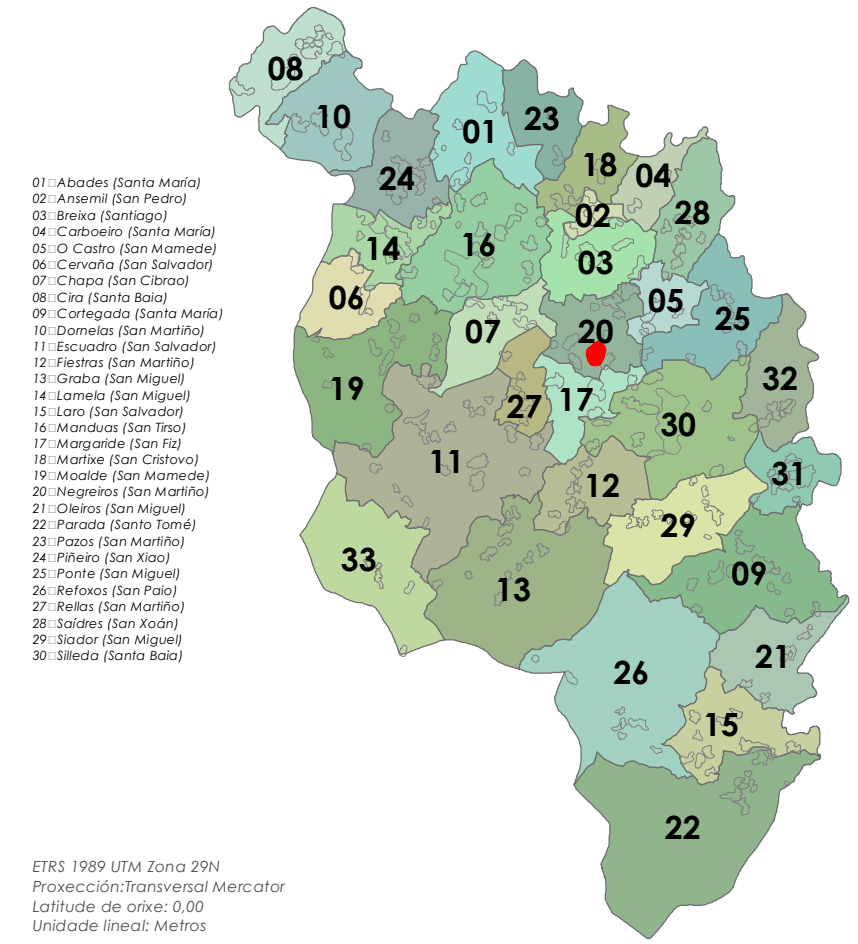 08
10
01
23
24
18
04
02
28
16
14
03
06
05
25
07
20
19
32
27
17
30
11
12
31
29
33
13
09
26
21
15
22
01□Abades (Santa María)
02□Ansemil (San Pedro)
03□Breixa (Santiago)
04□Carboeiro (Santa María)
05□O Castro (San Mamede)
06□Cervaña (San Salvador)
07□Chapa (San Cibrao)
08□Cira (Santa Baia)
09□Cortegada (Santa María)
10□Dornelas (San Martiño)
11□Escuadro (San Salvador)
12□Fiestras (San Martiño)
13□Graba (San Miguel)
14□Lamela (San Miguel)
15□Laro (San Salvador)
16□Manduas (San Tirso)
17□Margaride (San Fiz)
18□Martixe (San Cristovo)
19□Moalde (San Mamede)
20□Negreiros (San Martiño)
21□Oleiros (San Miguel)
22□Parada (Santo Tomé)
23□Pazos (San Martiño)
24□Piñeiro (San Xiao)
25□Ponte (San Miguel)
26□Refoxos (San Paio)
27□Rellas (San Martiño)
28□Saídres (San Xoán)
29□Siador (San Miguel)
30□Silleda (Santa Baia)
ETRS 1989 UTM Zona 29N
Proxección:Transversal Mercator
Latitude de orixe: 0,00
Unidade lineal: Metros